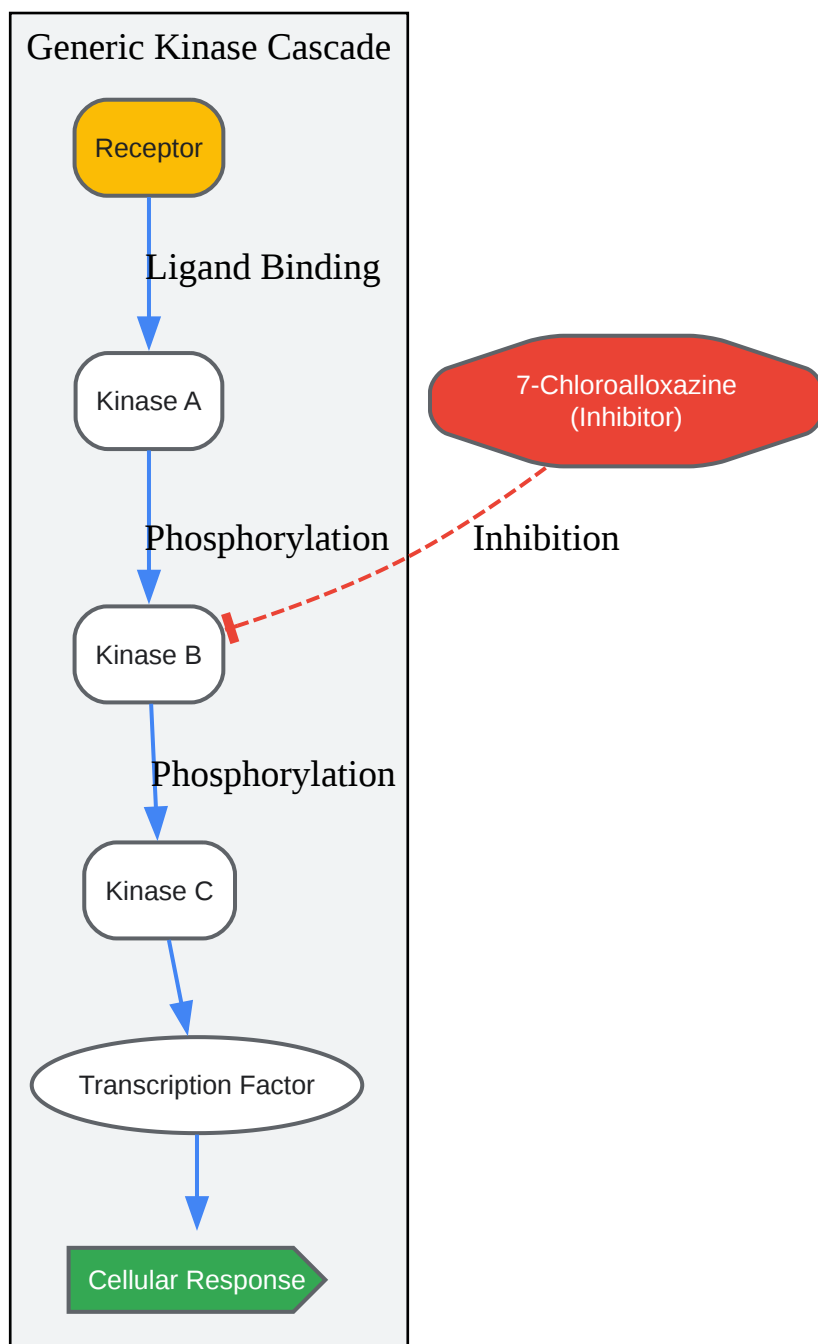 Generic Kinase Cascade
Receptor
Ligand Binding
Kinase A
7-Chloroalloxazine
(Inhibitor)
Phosphorylation
Inhibition
Kinase B
Phosphorylation
Kinase C
Transcription Factor
Cellular Response